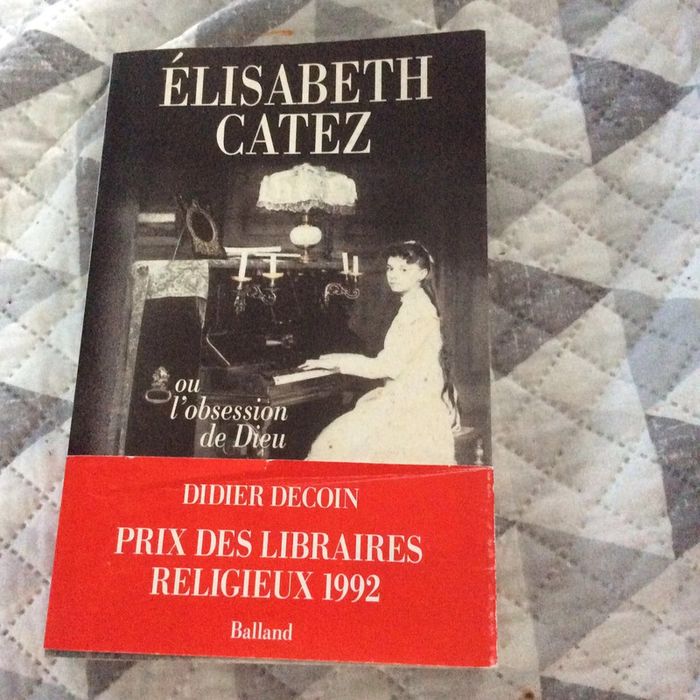 ÉLISABETH
CATEZ
ou
l'obsession
de Dieu
DIDIER DECOIN
PRIX DES LIBRAIRES
RELIGIEUX 1992
Balland